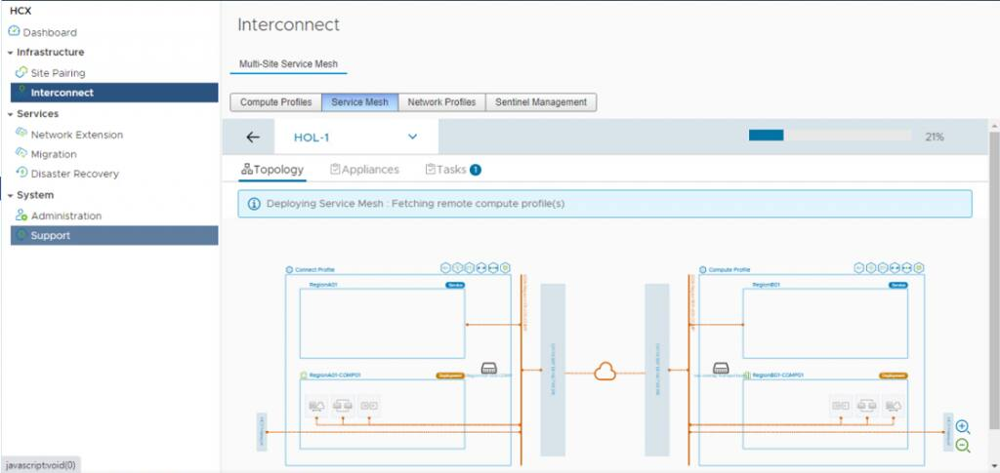 HCX
Dashboard
Infrastructure
Site Pairing
Interconnect
Services
Network Extension
Migration
Disaster Recovery
System
Administration
Support
javascript:void(0)
Interconnect
Multi-Site Service Mesh
Compute Profiles Service Mesh Network Profiles Sentinel Management
HOL-1 21%
Topology Appliances Tasks 1
Deploying Service Mesh : Fetching remote compute profile(s)
Connect Profile
RegionA01 Service
RegionA01-COMP01 Deployment
Compute Profile
RegionB01 Service
RegionB01-COMP01 Deployment